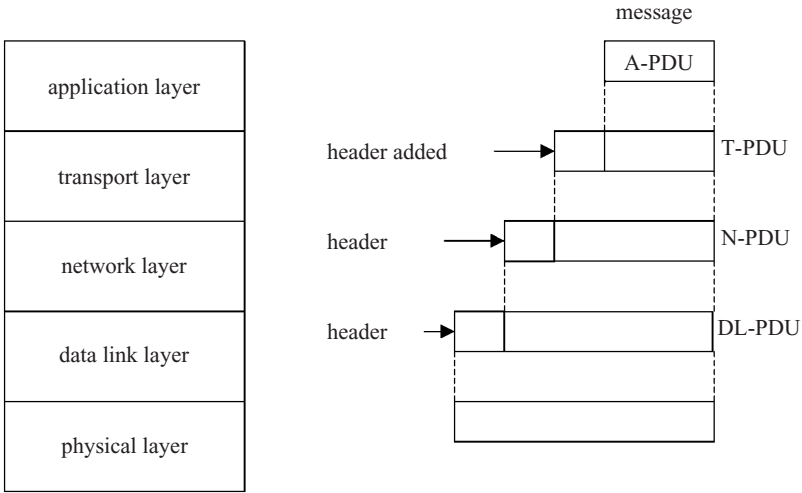 message
application layer
A-PDU
header added
T-PDU
transport layer
header
N-PDU
network layer
header
DL-PDU
data link layer
physical layer